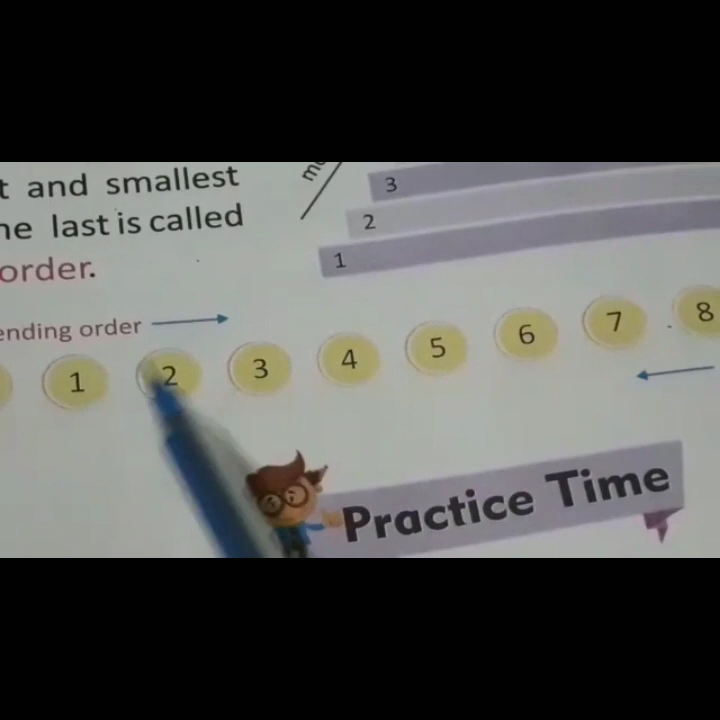 t and smallest
he last is called
order.
3
2
1
ending order
1 2 3 4 5 6 7 8
Practice Time